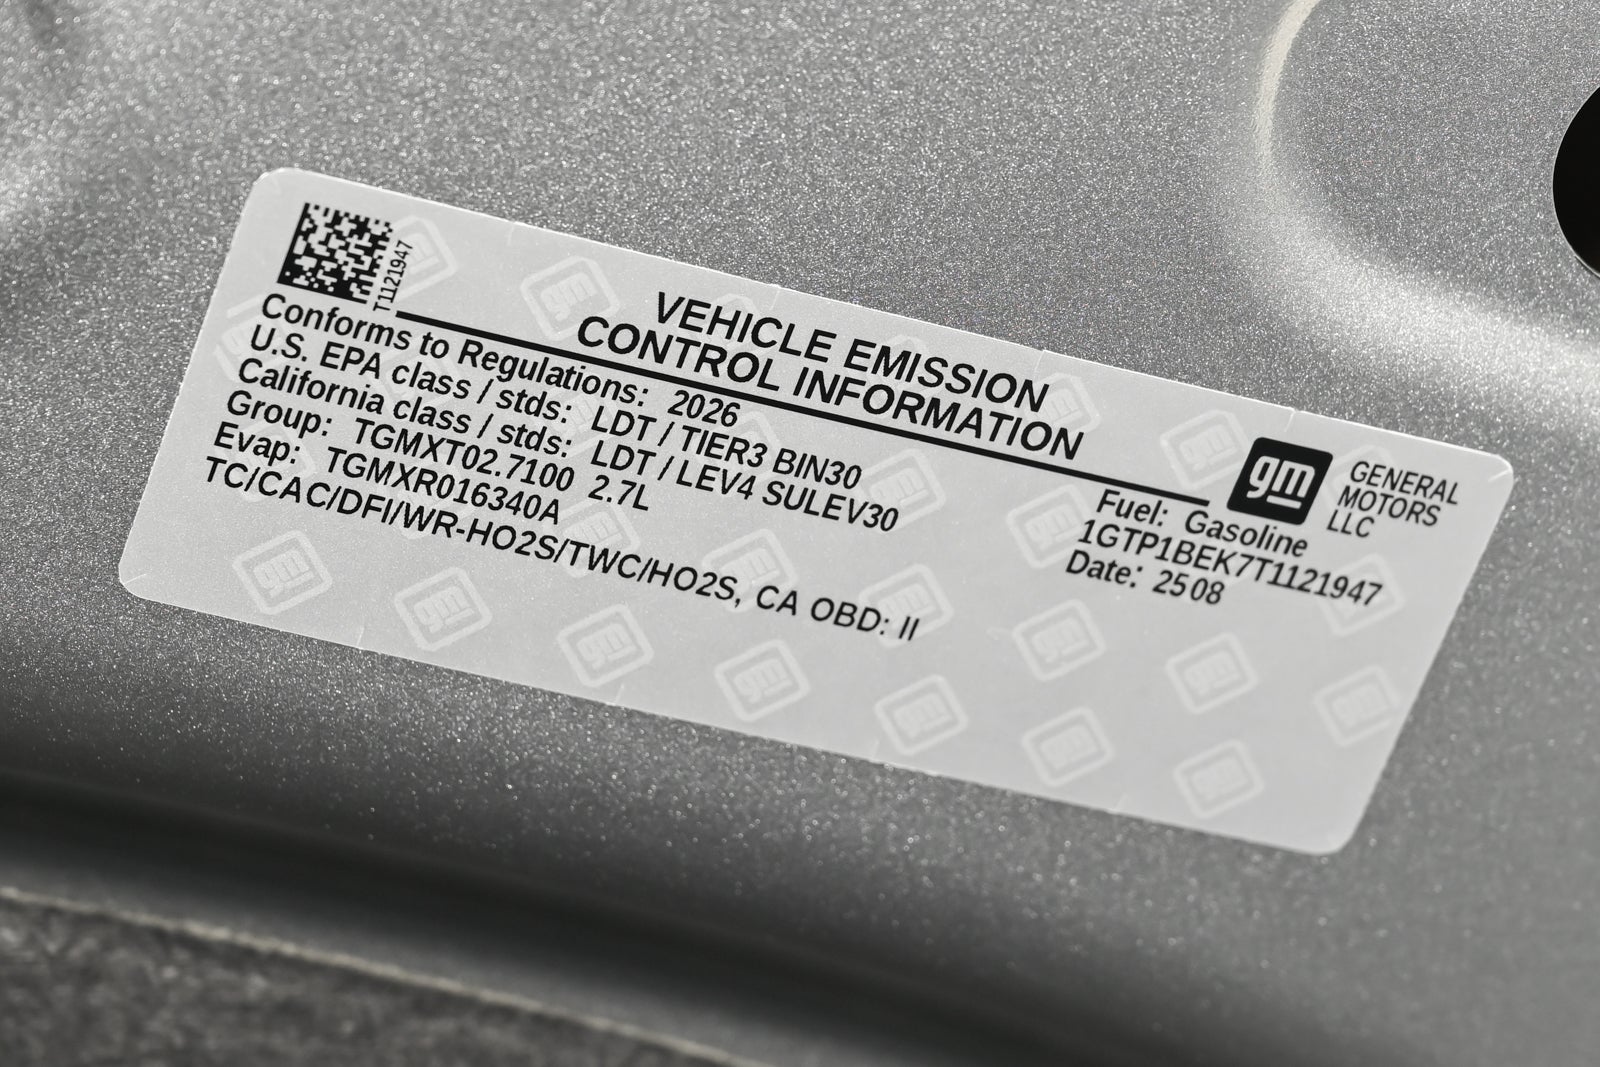 T1121947
VEHICLE EMISSION
CONTROL INFORMATION
gm
GENERAL
MOTORS
LLC
Conforms to Regulations: 2026
U.S. EPA class / stds: LDT / TIER3 BIN30
California class / stds: LDT / LEV4 SULEV30
Group: TGMXT02.7100 2.7L
Evap: TGMXR016340A
TC/CAC/DFI/WR-HO2S/TWC/HO2S, CA OBD: II
Fuel: Gasoline
1GTP1BEK7T1121947
Date: 2508